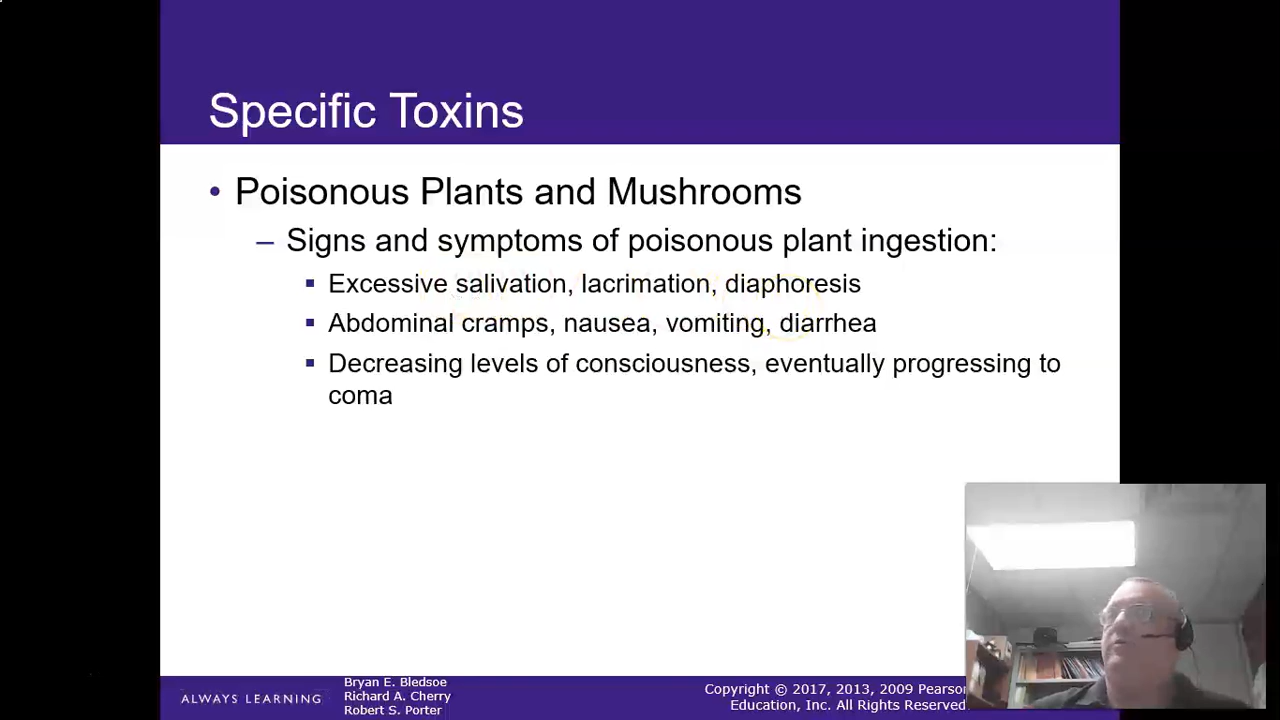 Specific Toxins
• Poisonous Plants and Mushrooms
– Signs and symptoms of poisonous plant ingestion:
▪ Excessive salivation, lacrimation, diaphoresis
▪ Abdominal cramps, nausea, vomiting, diarrhea
▪ Decreasing levels of consciousness, eventually progressing to
coma
ALWAYS LEARNING
Bryan E. Bledsoe
Richard A. Cherry
Robert S. Porter
Copyright © 2017, 2013, 2009 Pearson
Education, Inc. All Rights Reserved